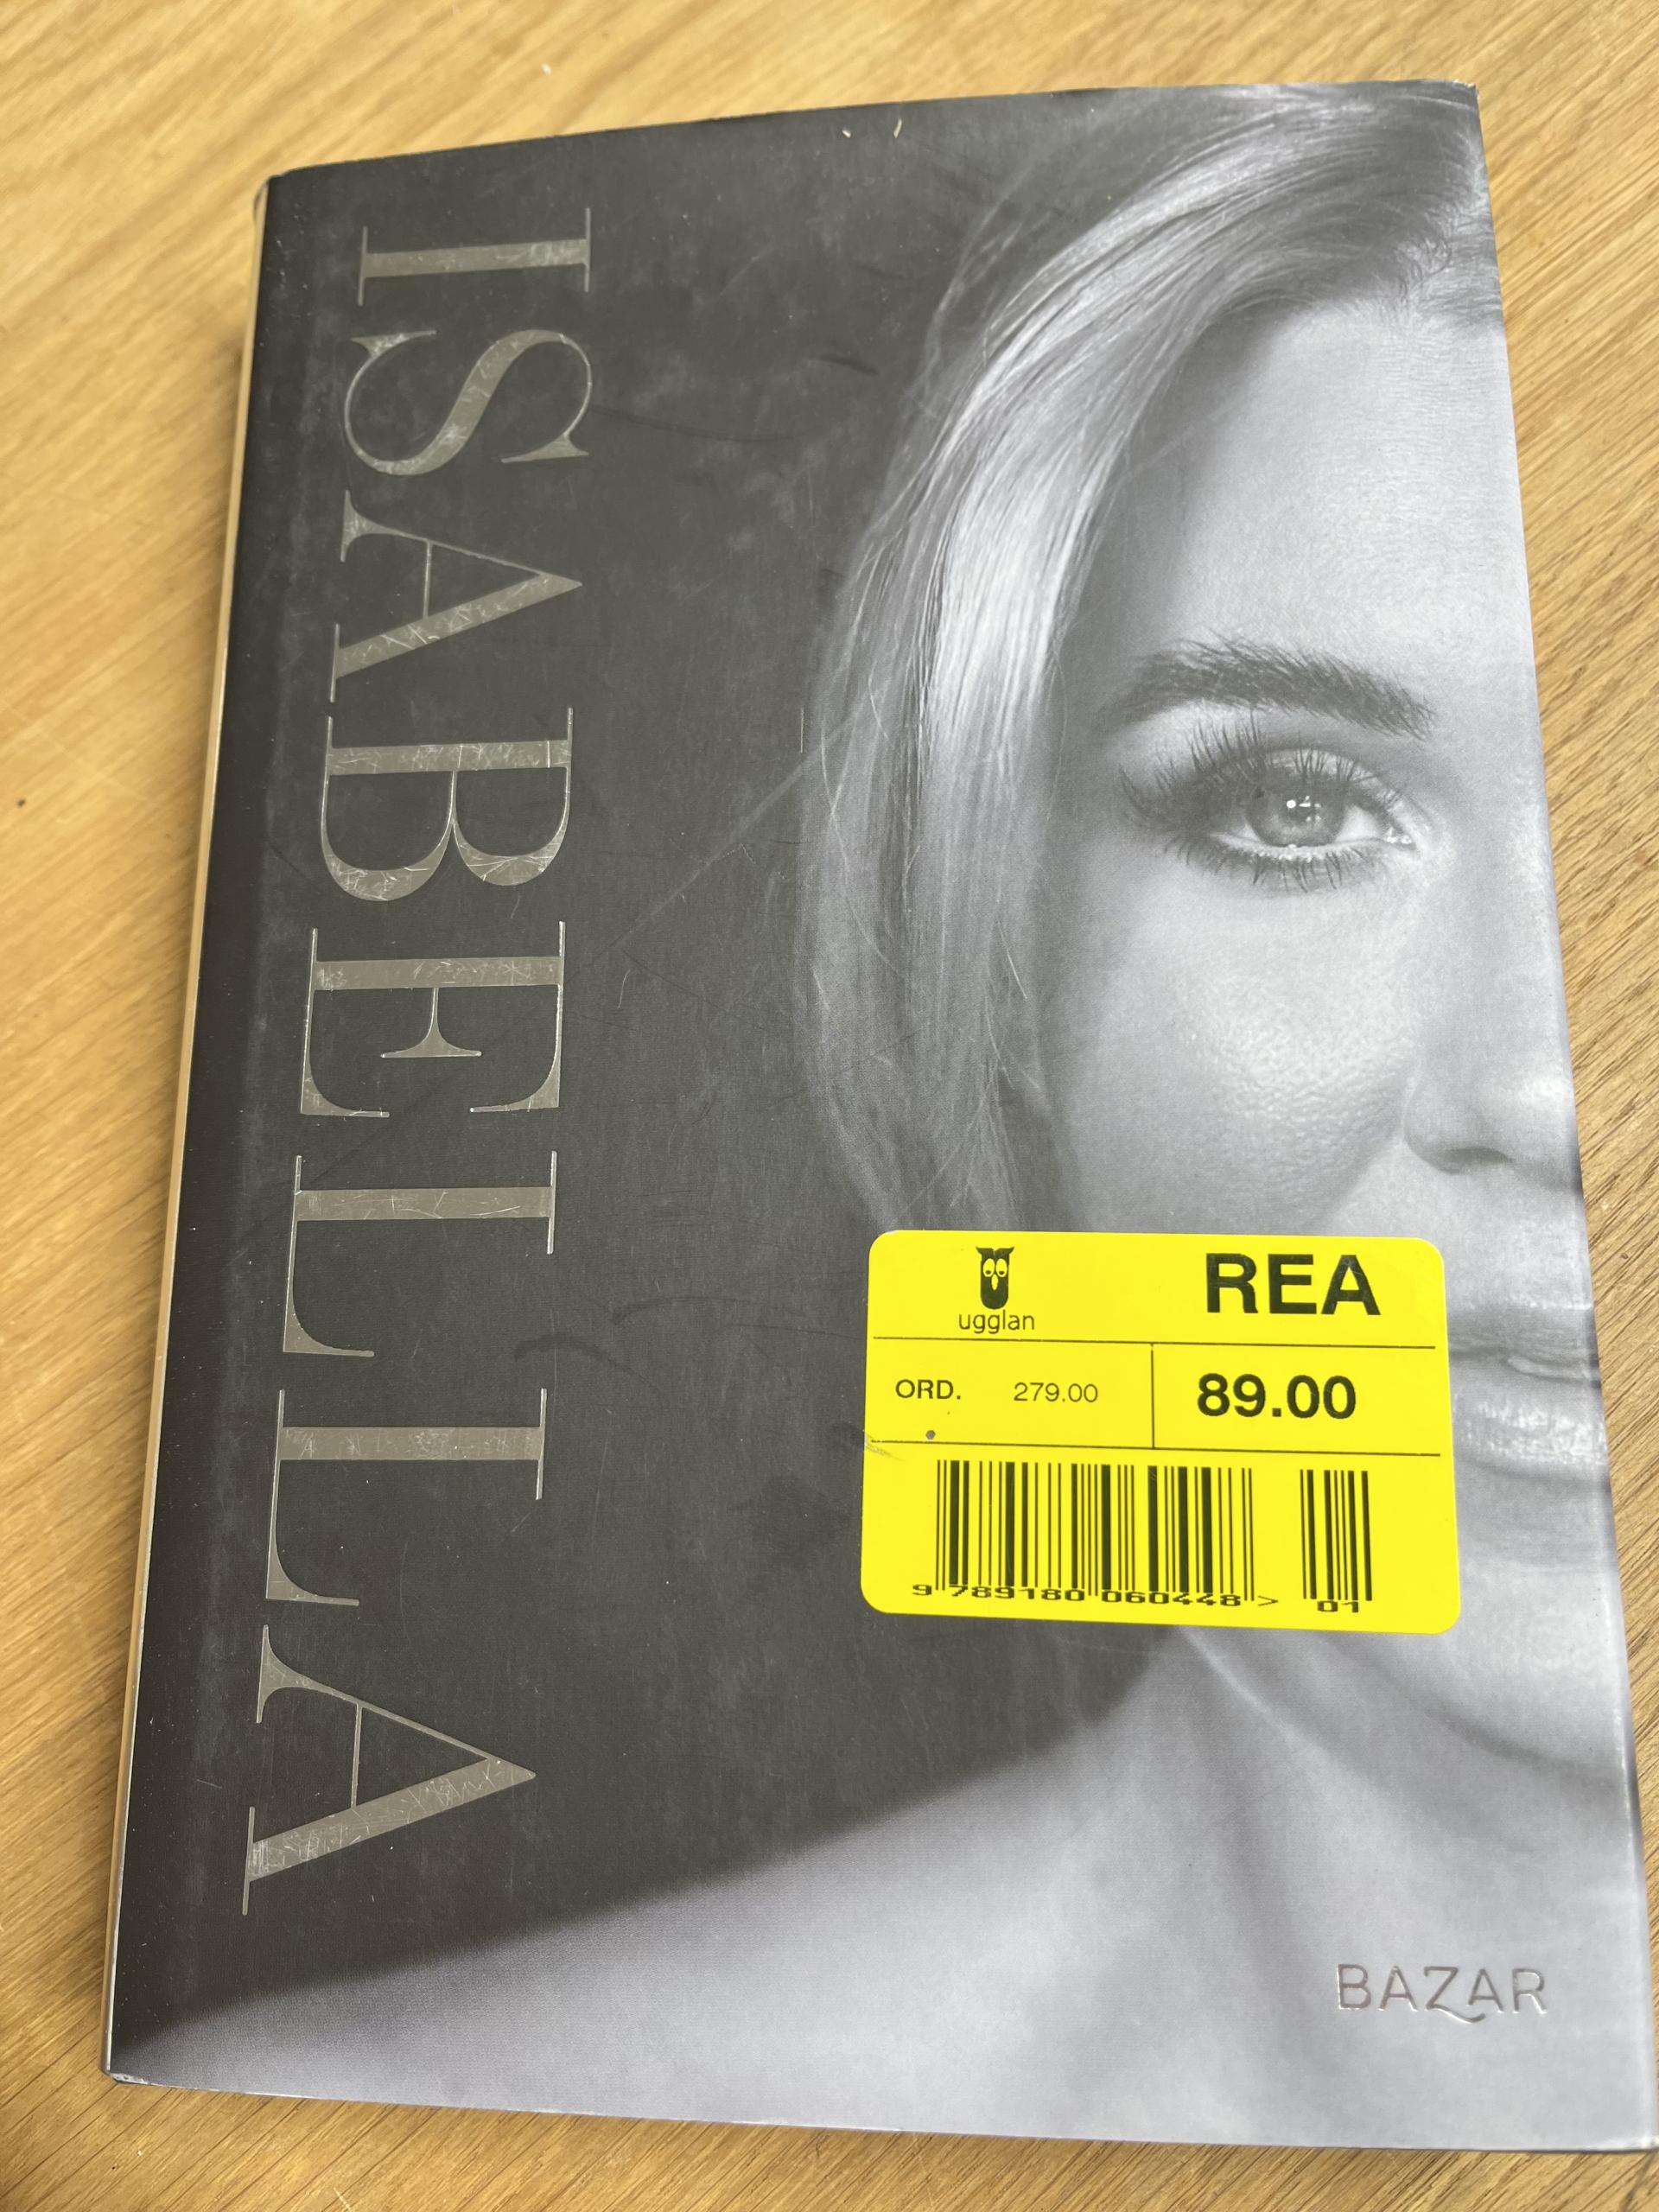 ISABELLA
ugglan
REA
ORD. 279.00
89.00
9 789180 060448 > 01
BAZAR